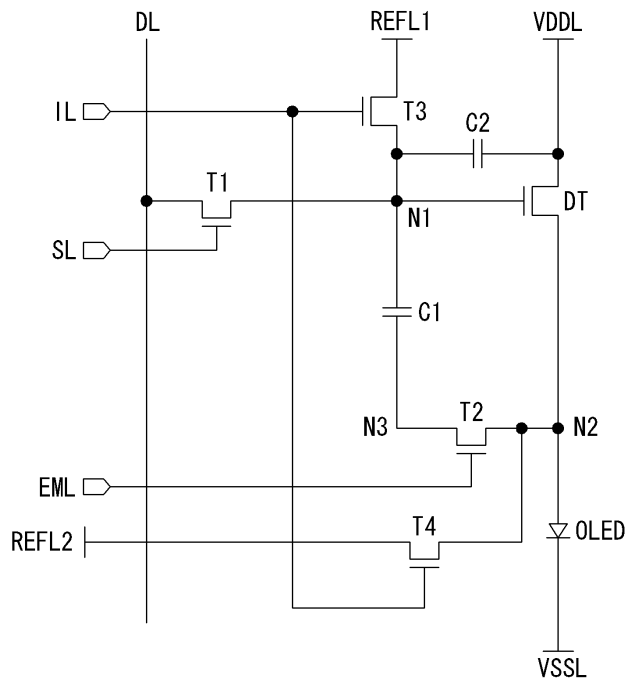 DL
REFL1
VDDL
IL
T3
C2
T1
DT
N1
SL
C1
T2
N3
N2
EML
T4
OLED
REFL2
VSSL